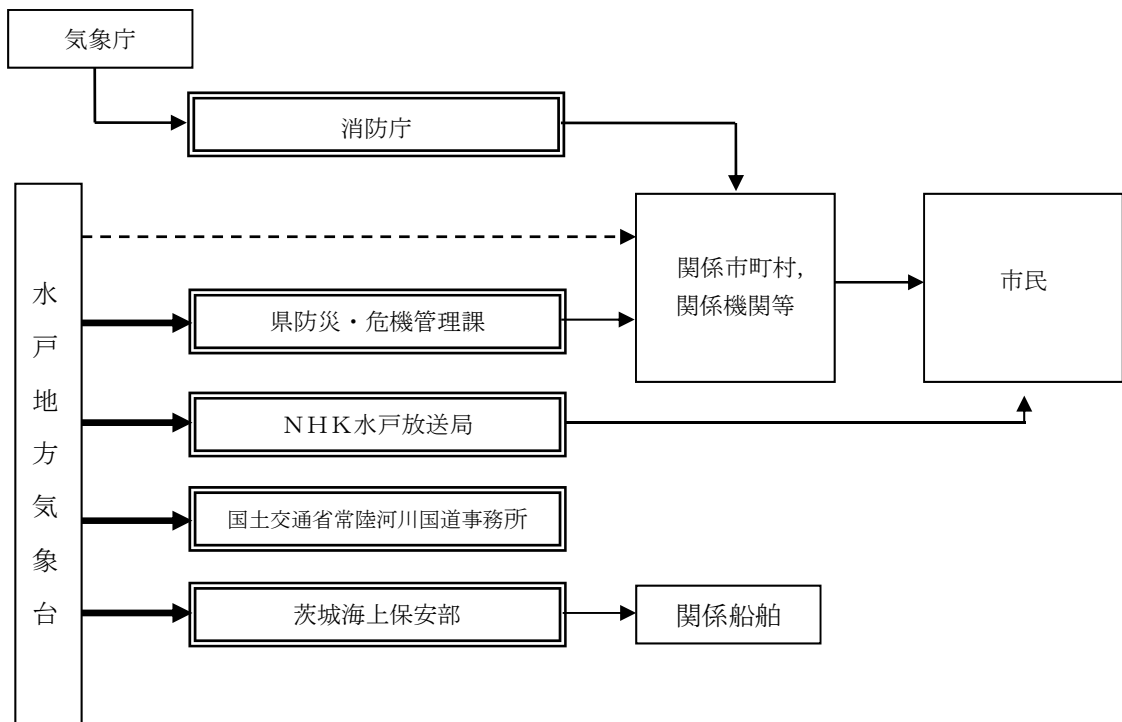 気象庁
消防庁
水戸地方気象台
関係市町村,
関係機関等
市民
県防災・危機管理課
ＮＨＫ水戸放送局
国土交通省常陸河川国道事務所
茨城海上保安部
関係船舶